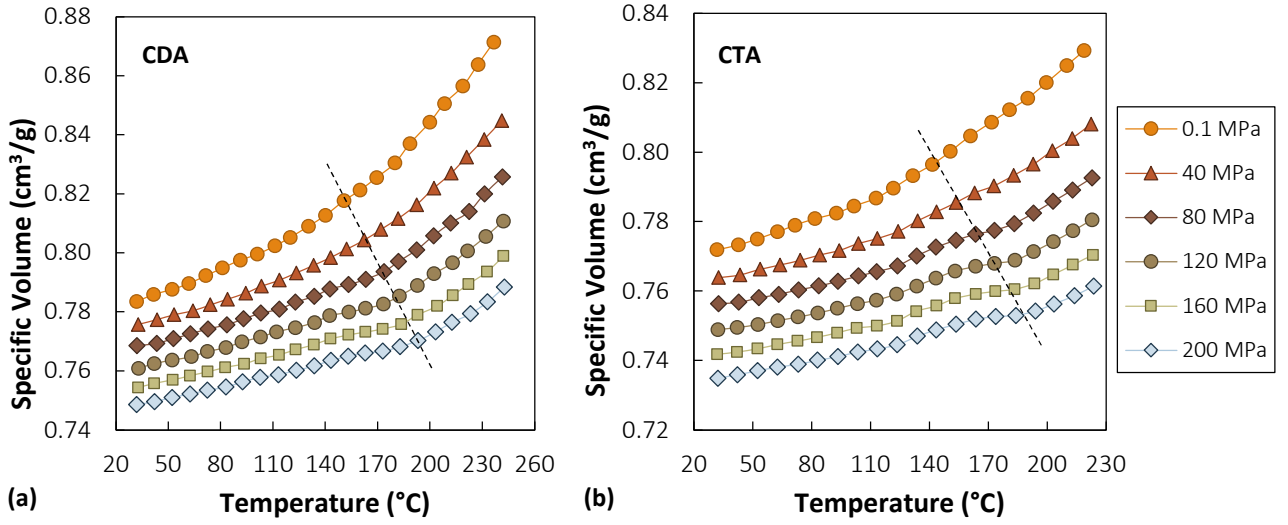 CDA
Specific Volume (cm³/g)
0.88
0.86
0.84
0.82
0.80
0.78
0.76
0.74
20 50 80 110 140 170 200 230 260
Temperature (°C)
(a)
CTA
Specific Volume (cm³/g)
0.84
0.82
0.80
0.78
0.76
0.74
0.72
20 50 80 110 140 170 200 230
Temperature (°C)
(b)
0.1 MPa
40 MPa
80 MPa
120 MPa
160 MPa
200 MPa